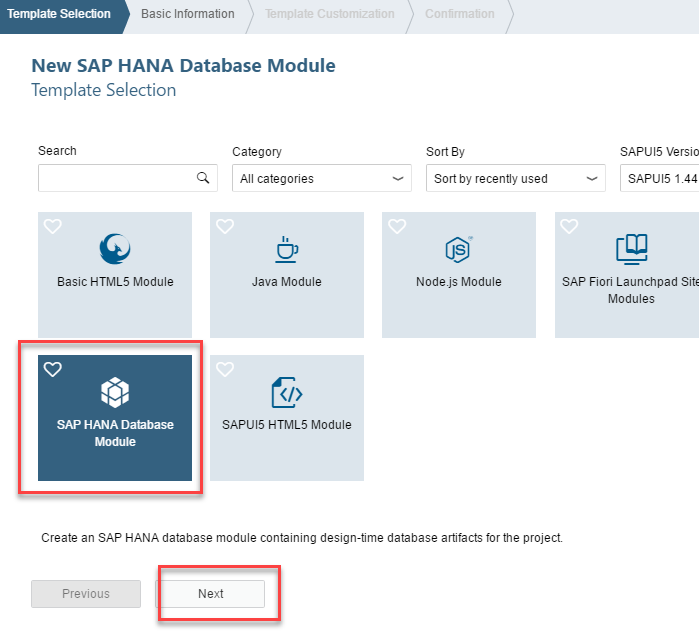 Template Selection
Basic Information
Template Customization
Confirmation
New SAP HANA Database Module
Template Selection
Search
Category
Sort By
SAPUI5 Versio
All categories
Sort by recently used
SAPUI5 1.44
Basic HTML5 Module
Java Module
JS
Node.js Module
SAP Fiori Launchpad Site
Modules
SAP HANA Database
Module
SAPUI5 HTML5 Module
Create an SAP HANA database module containing design-time database artifacts for the project.
Previous
Next